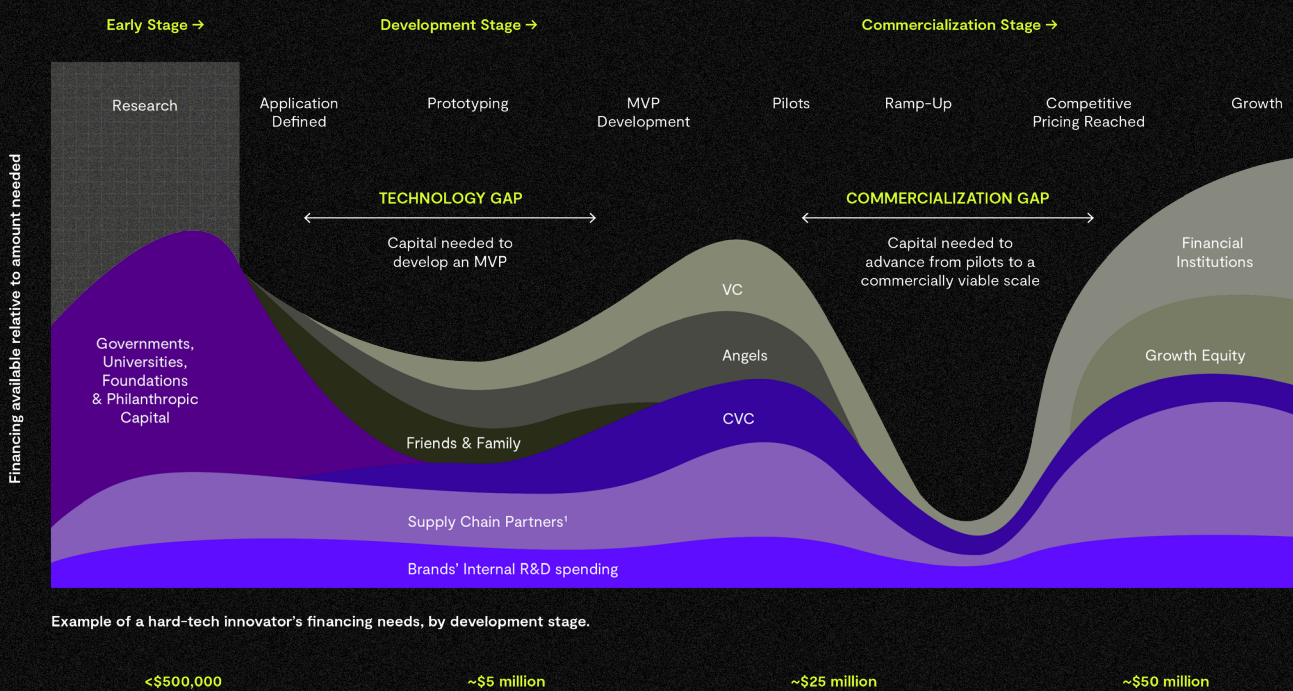 Early Stage →
Development Stage →
Commercialization Stage →
Research
Application
Defined
Prototyping
MVP
Development
Pilots
Ramp-Up
Competitive
Pricing Reached
Growth
Financing available relative to amount needed
TECHNOLOGY GAP
Capital needed to
develop an MVP
COMMERCIALIZATION GAP
Capital needed to
advance from pilots to a
commercially viable scale
Governments,
Universities,
Foundations
& Philanthropic
Capital
VC
Angels
CVC
Friends & Family
Financial
Institutions
Growth Equity
Supply Chain Partners¹
Brands’ Internal R&D spending
Example of a hard-tech innovator’s financing needs, by development stage.
<$500,000
~$5 million
~$25 million
~$50 million